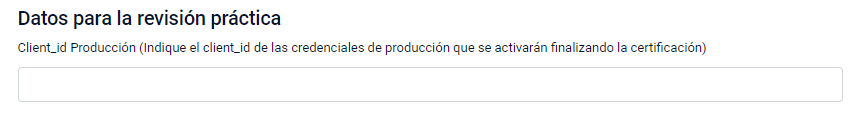 Datos para la revisión práctica
Client_id Producción (Indique el client_id de las credenciales de producción que se activarán finalizando la certificación)